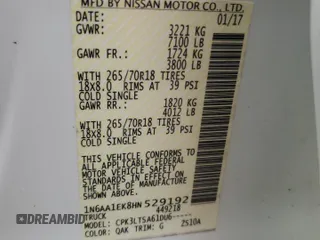 MFD BY NISSAN MOTOR CO., LTD.
DATE: 01/17
GVWR: 3221 KG
7100 LB
GAWR FR.: 1724 KG
3800 LB
WITH 265/70R18 TIRES
18x8.0 RIMS AT 39 PSI
COLD SINGLE
GAWR RR.: 1820 KG
4012 LB
WITH 265/70R18 TIRES
18x8.0 RIMS AT 39 PSI
COLD SINGLE
THIS VEHICLE CONFORMS TO
ALL APPLICABLE FEDERAL
MOTOR VEHICLE SAFETY
STANDARDS IN EFFECT ON
THE DATE OF MANUFACTURE
SHOWN ABOVE.
1N6AA1EK8HN529192
TRUCK 449218
MODEL: CPK3LTSA61DU6-----
COLOR: QAK TRIM: G 2510A
DREAMBID